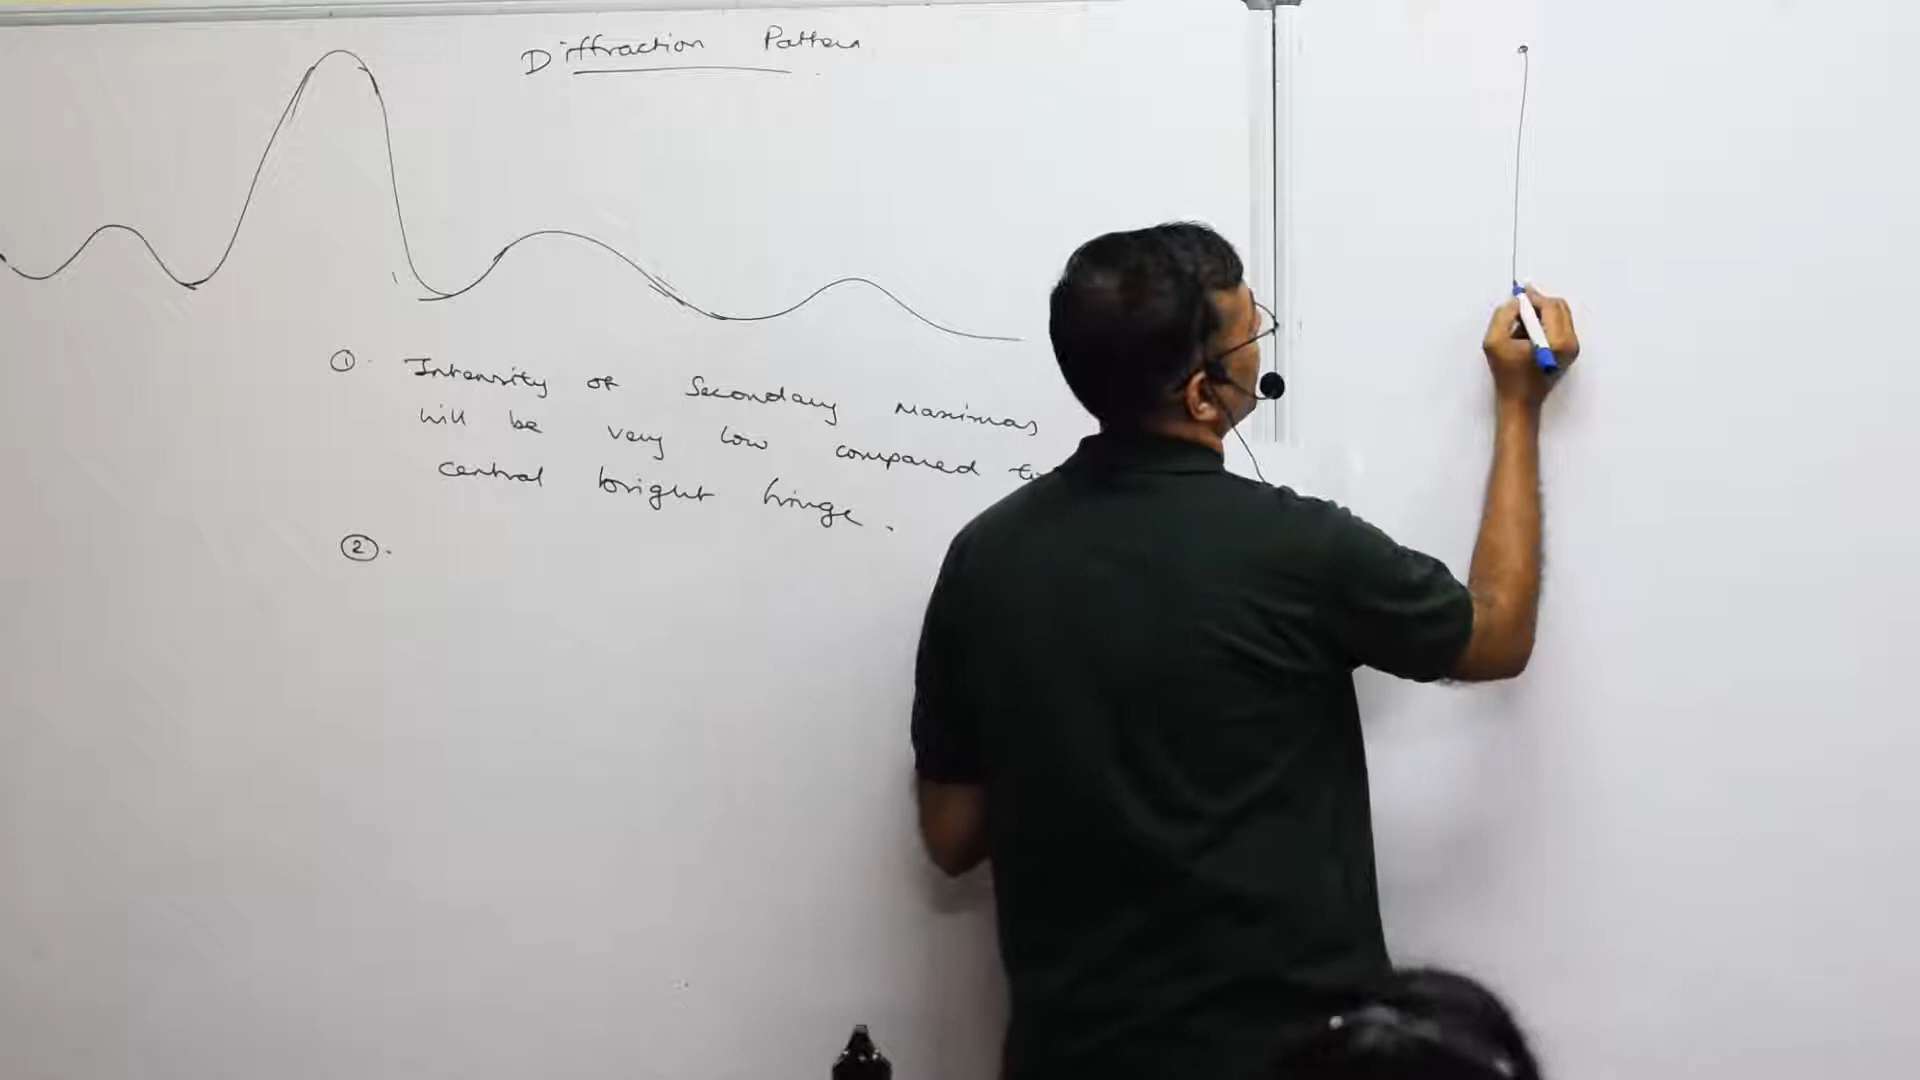 Diffraction Pattern
① Intensity of Secondary Maximas
will be very low compared to
central bright fringe.
②.